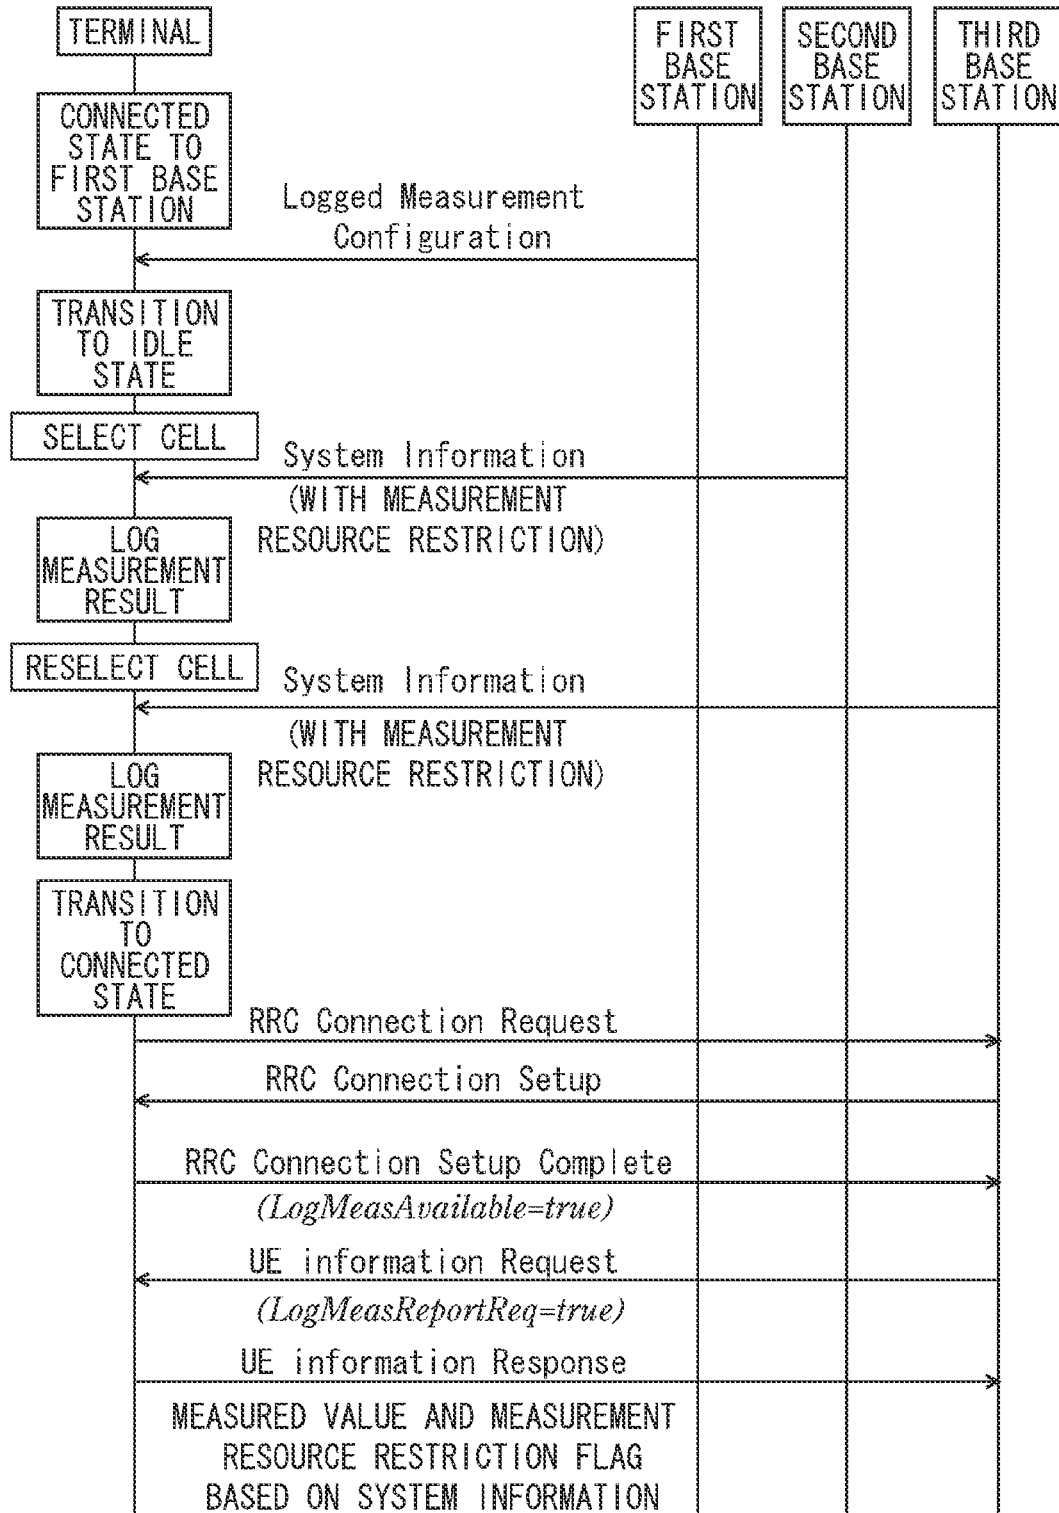 TERMINAL
FIRST
BASE
STATION
SECOND
BASE
STATION
THIRD
BASE
STATION
CONNECTED
STATE TO
FIRST BASE
STATION
Logged Measurement
Configuration
TRANSITION
TO IDLE
STATE
SELECT CELL
System Information
(WITH MEASUREMENT
RESOURCE RESTRICTION)
LOG
MEASUREMENT
RESULT
RESELECT CELL
System Information
(WITH MEASUREMENT
RESOURCE RESTRICTION)
LOG
MEASUREMENT
RESULT
TRANSITION
TO
CONNECTED
STATE
RRC Connection Request
RRC Connection Setup
RRC Connection Setup Complete
(LogMeasAvailable=true)
UE information Request
(LogMeasReportReq=true)
UE information Response
MEASURED VALUE AND MEASUREMENT
RESOURCE RESTRICTION FLAG
BASED ON SYSTEM INFORMATION